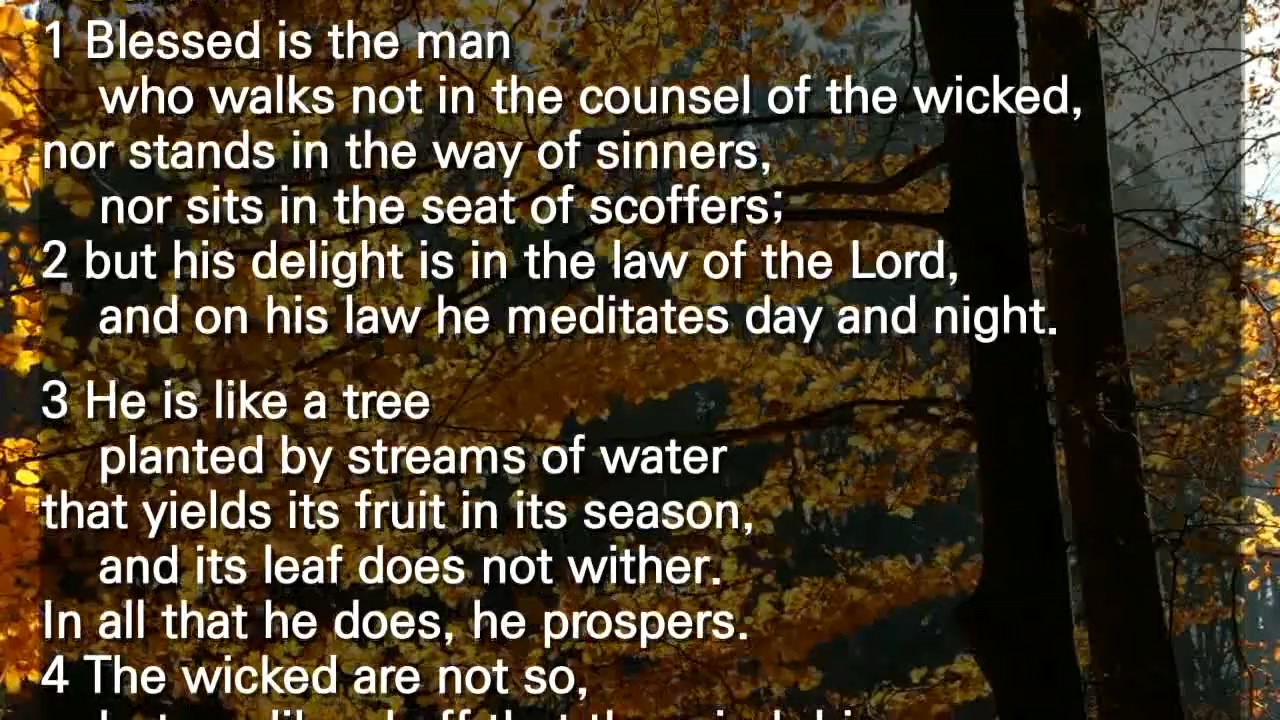 1 Blessed is the man
who walks not in the counsel of the wicked,
nor stands in the way of sinners,
nor sits in the seat of scoffers;
2 but his delight is in the law of the Lord,
and on his law he meditates day and night.
3 He is like a tree
planted by streams of water
that yields its fruit in its season,
and its leaf does not wither.
In all that he does, he prospers.
4 The wicked are not so,